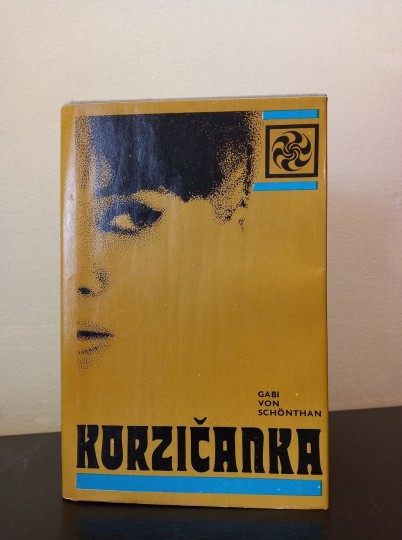 GABI
VON
SCHÖNTHAN
KORZIČANKA